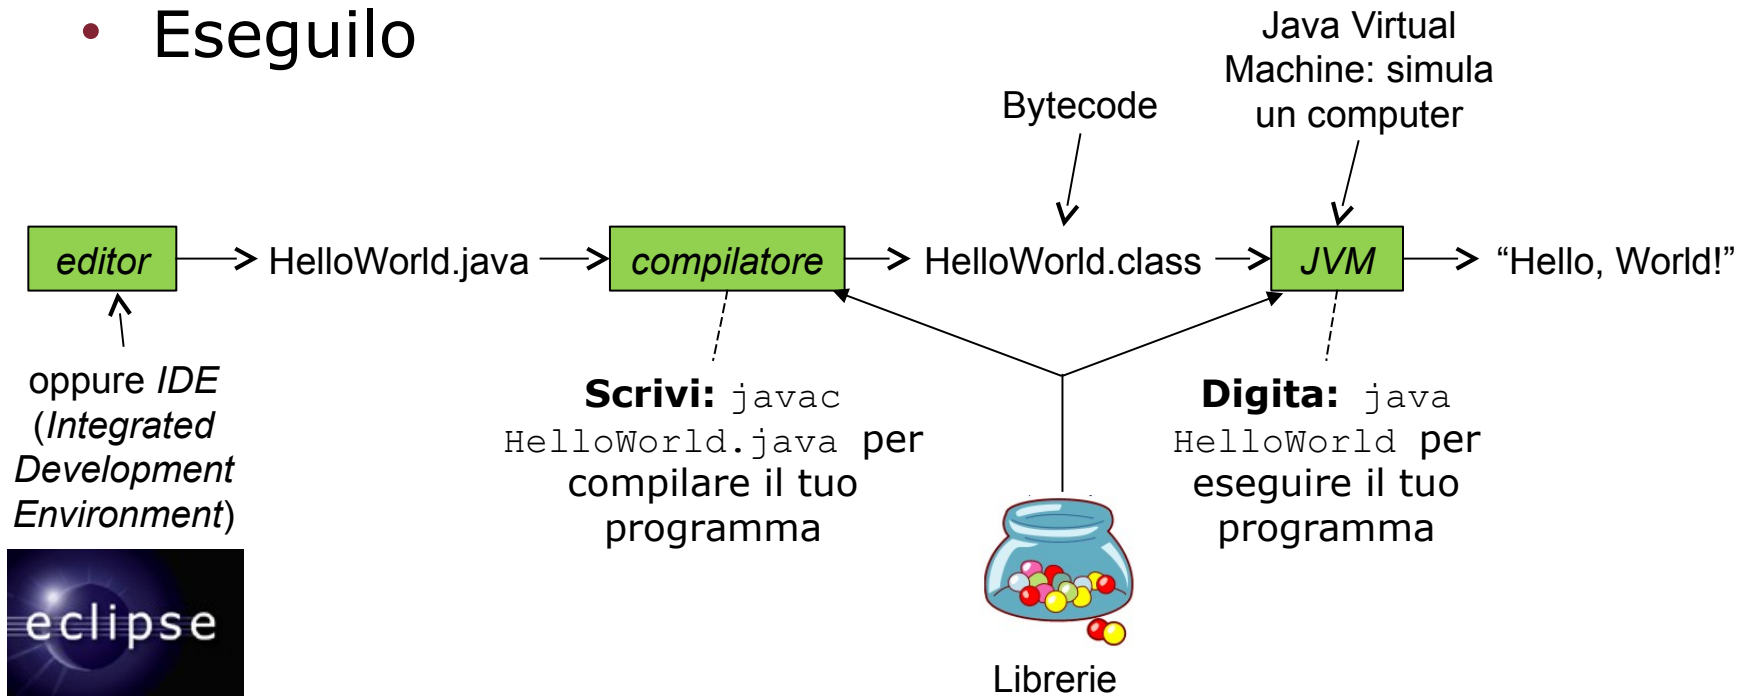 • Eseguilo
Java Virtual
Machine: simula
un computer
Bytecode
editor
HelloWorld.java
compilatore
HelloWorld.class
JVM
“Hello, World!”
oppure IDE
(Integrated
Development
Environment)
eclipse
Scrivi: javac
HelloWorld.java per
compilare il tuo
programma
Digita: java
HelloWorld per
eseguire il tuo
programma
Librerie